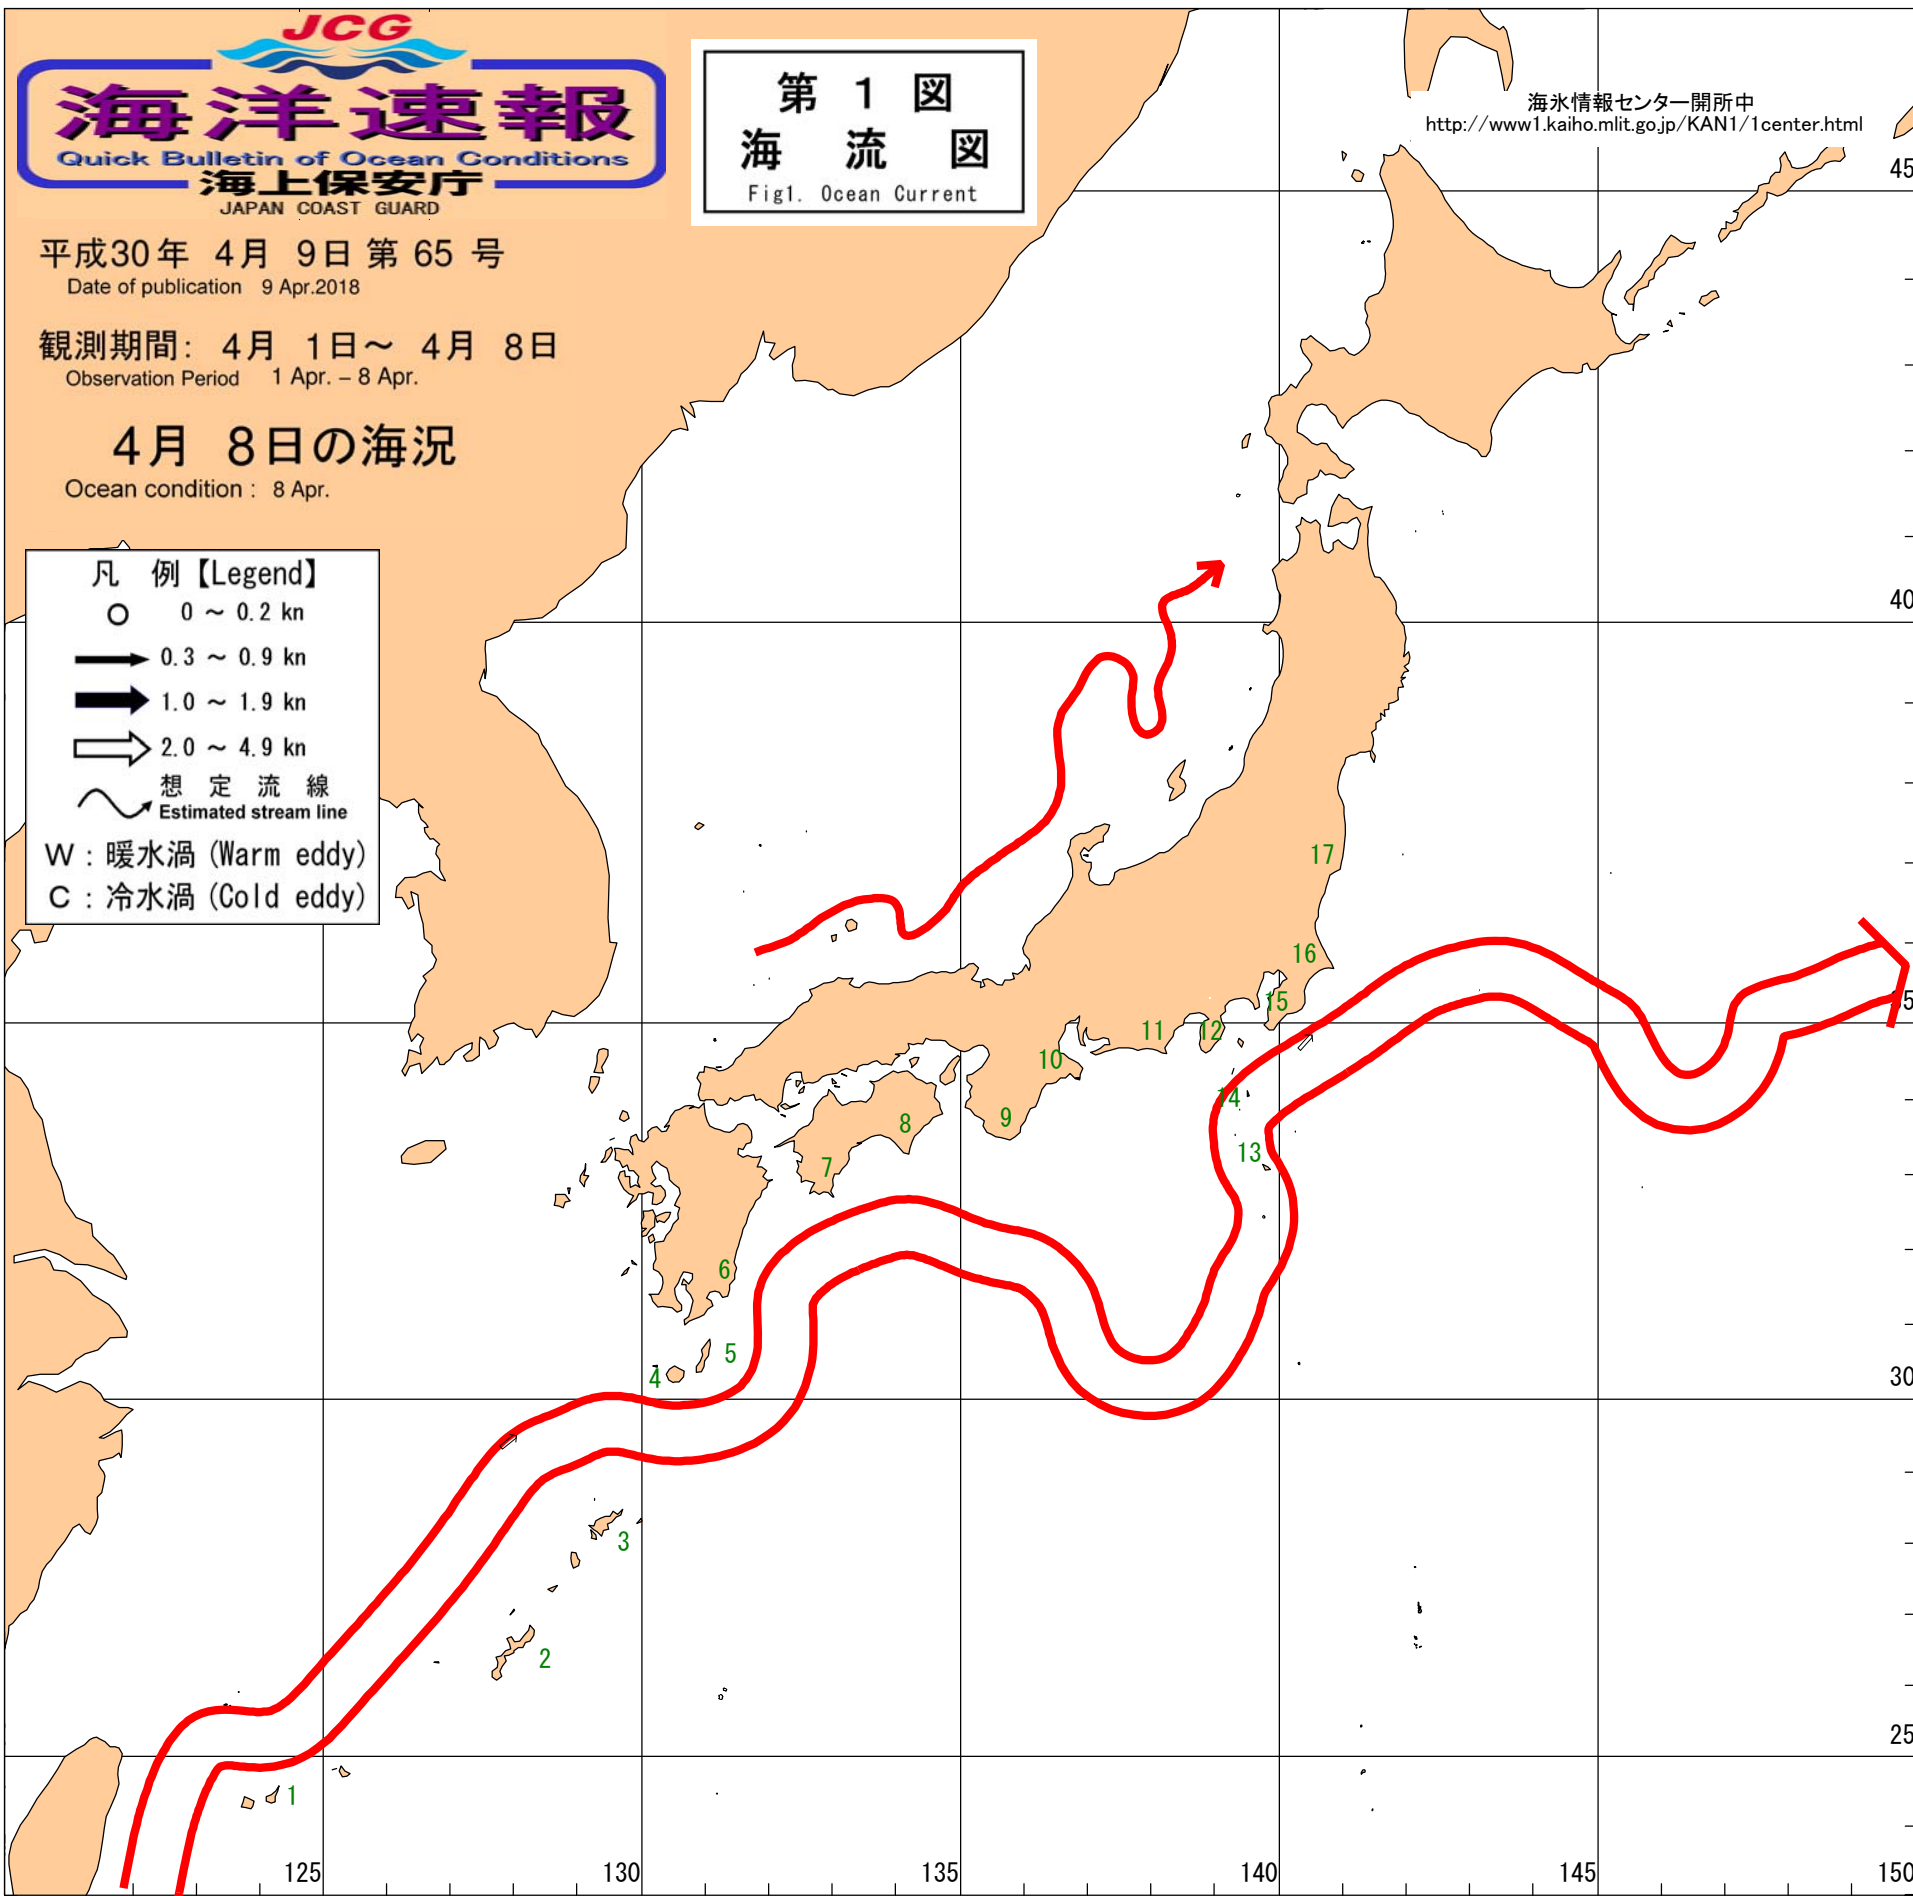 JCG
海洋速報
Quick Bulletin of Ocean Conditions
海上保安庁
JAPAN COAST GUARD
第 1 図
海 流 図
Fig1. Ocean Current
海氷情報センター開所中
http://www1.kaiho.mlit.go.jp/KAN1/1center.html
平成30年 4月 9日 第 65 号
Date of publication 9 Apr.2018
観測期間: 4月 1日～ 4月 8日
Observation Period 1 Apr. – 8 Apr.
4月 8日の海況
Ocean condition : 8 Apr.
凡 例【Legend】
0 ～ 0.2 kn
0.3 ～ 0.9 kn
1.0 ～ 1.9 kn
2.0 ～ 4.9 kn
想 定 流 線
Estimated stream line
W : 暖水渦 (Warm eddy)
C : 冷水渦 (Cold eddy)
45
40
17
16
15
35
11
12
10
14
9
8
13
7
6
5
4
30
3
2
25
1
125
130
135
140
145
150